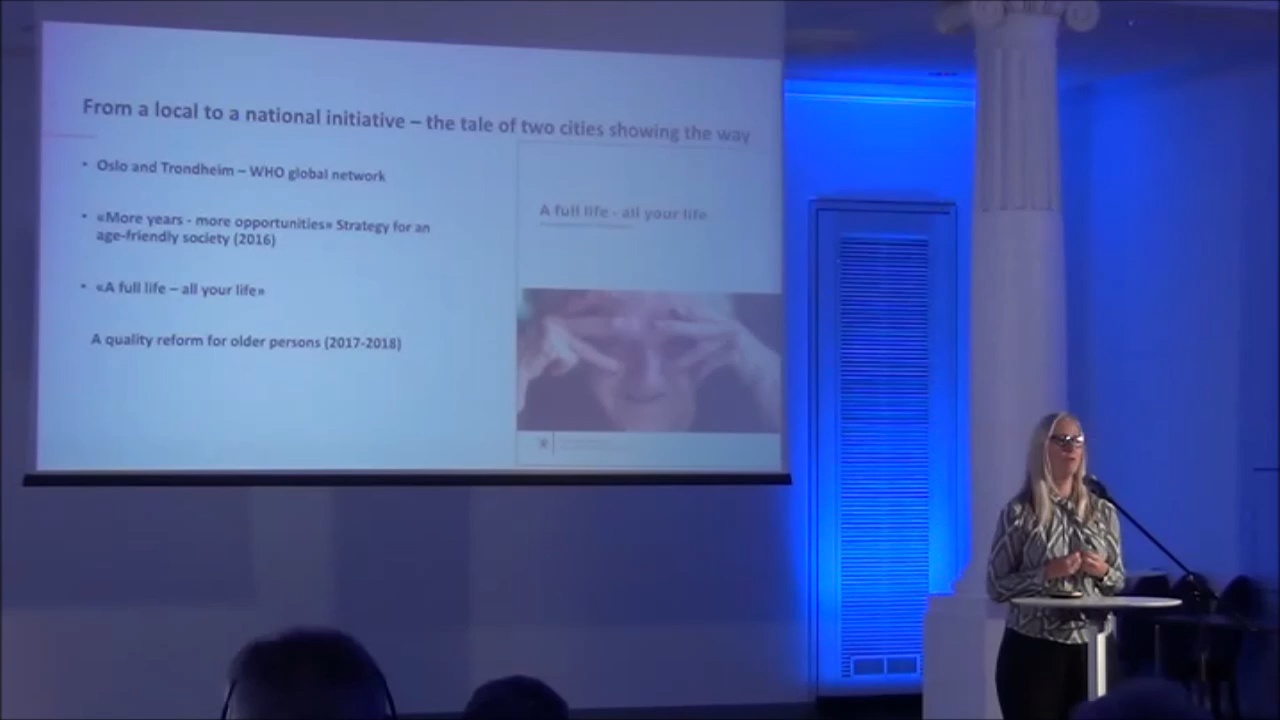 From a local to a national initiative – the tale of two cities showing the way
• Oslo and Trondheim – WHO global network
• «More years - more opportunities» Strategy for an
age-friendly society (2016)
• «A full life – all your life»
A quality reform for older persons (2017-2018)
A full life - all your life